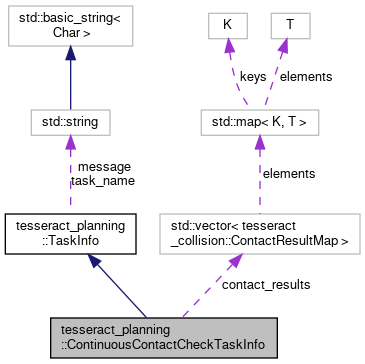 std::basic_string<
Char >
K
T
keys
elements
std::string
std::map< K, T >
message
task_name
elements
tesseract_planning
::TaskInfo
std::vector< tesseract
_collision::ContactResultMap >
contact_results
tesseract_planning
::ContinuousContactCheckTaskInfo